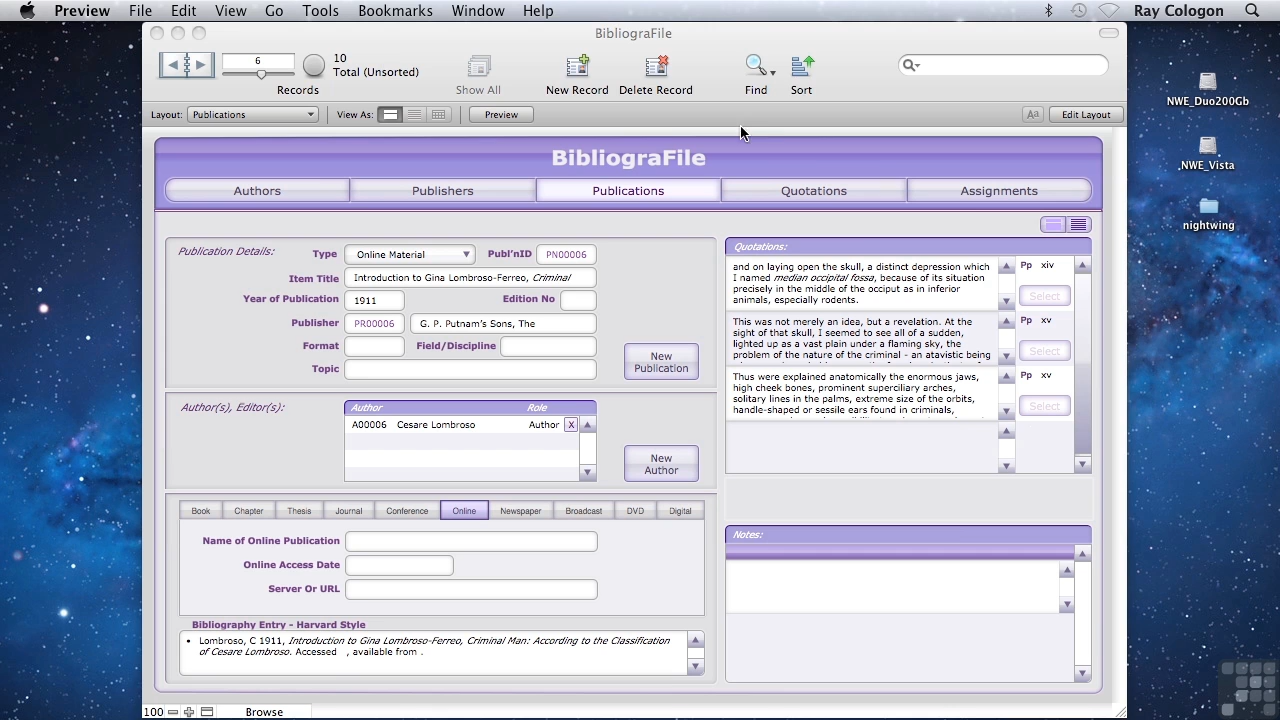 Preview File Edit View Go Tools Bookmarks Window Help Ray Cologon
BibliograFile
6
10
Total (Unsorted)
Records
Show All
New Record
Delete Record
Find
Sort
Layout: Publications
View As:
Preview
Aa
Edit Layout
NWE_Duo200Gb
NWE_Vista
nightwing
BibliograFile
Authors Publishers Publications Quotations Assignments
Publication Details:
Type Online Material Publ'nID PN00006
Item Title Introduction to Gina Lombroso-Ferreo, Criminal
Year of Publication 1911 Edition No
Publisher PR00006 G. P. Putnam's Sons, The
Format Field/Discipline
Topic
New
Publication
Author(s), Editor(s):
Author Role
A00006 Cesare Lombroso Author X
New
Author
Book Chapter Thesis Journal Conference Online Newspaper Broadcast DVD Digital
Name of Online Publication
Online Access Date
Server Or URL
Bibliography Entry - Harvard Style
• Lombroso, C 1911, Introduction to Gina Lombroso-Ferreo, Criminal Man: According to the Classification
of Cesare Lombroso. Accessed , available from .
Quotations:
and on laying open the skull, a distinct depression which
I named median occipital fossa, because of its situation
precisely in the middle of the occiput as in inferior
animals, especially rodents.
Pp xiv
Select
This was not merely an idea, but a revelation. At the
sight of that skull, I seemed to see all of a sudden,
lighted up as a vast plain under a flaming sky, the
problem of the nature of the criminal - an atavistic being
Pp xv
Select
Thus were explained anatomically the enormous jaws,
high cheek bones, prominent superciliary arches,
solitary lines in the palms, extreme size of the orbits,
handle-shaped or sessile ears found in criminals,
Pp xv
Select
Notes:
100
Browse